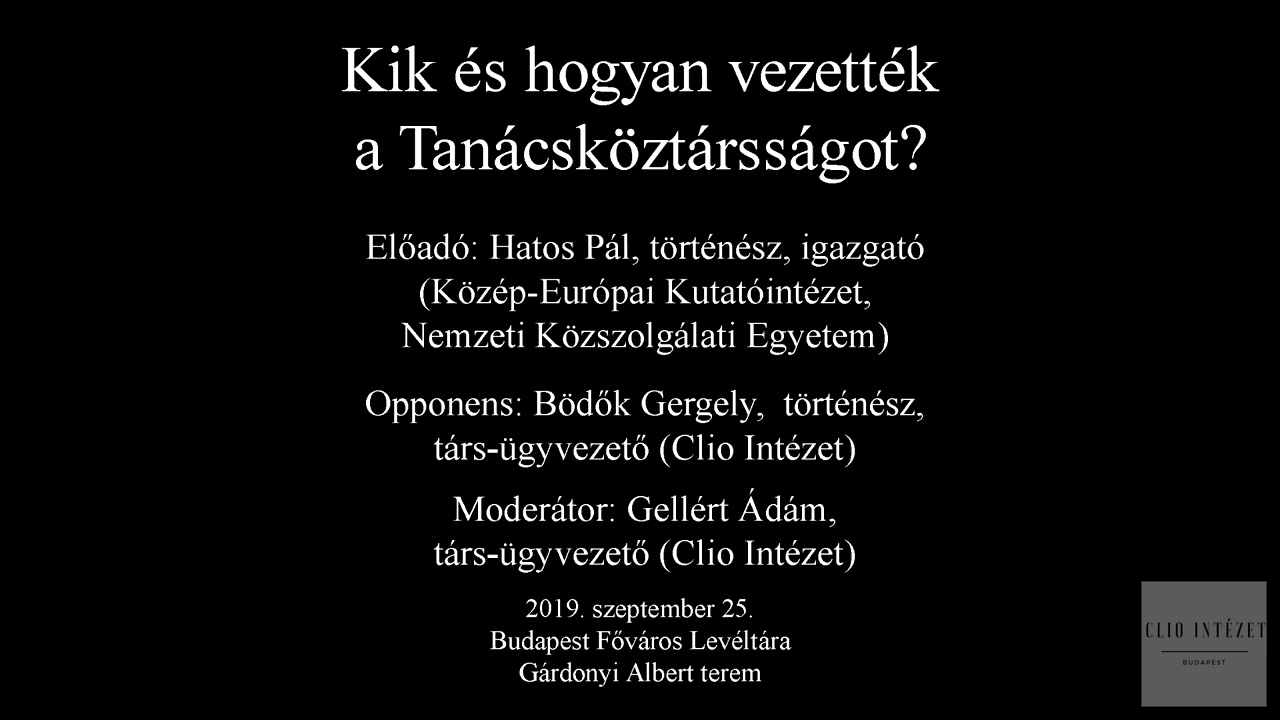 Kik és hogyan vezették
a Tanácsköztársságot?
Előadó: Hatos Pál, történész, igazgató
(Közép-Európai Kutatóintézet,
Nemzeti Közszolgálati Egyetem)
Opponens: Bödők Gergely,  történész,
társ-ügyvezető (Clio Intézet)
Moderátor: Gellért Ádám,
társ-ügyvezető (Clio Intézet)
2019. szeptember 25.
Budapest Főváros Levéltára
Gárdonyi Albert terem
CLIO INTÉZET
BUDAPEST